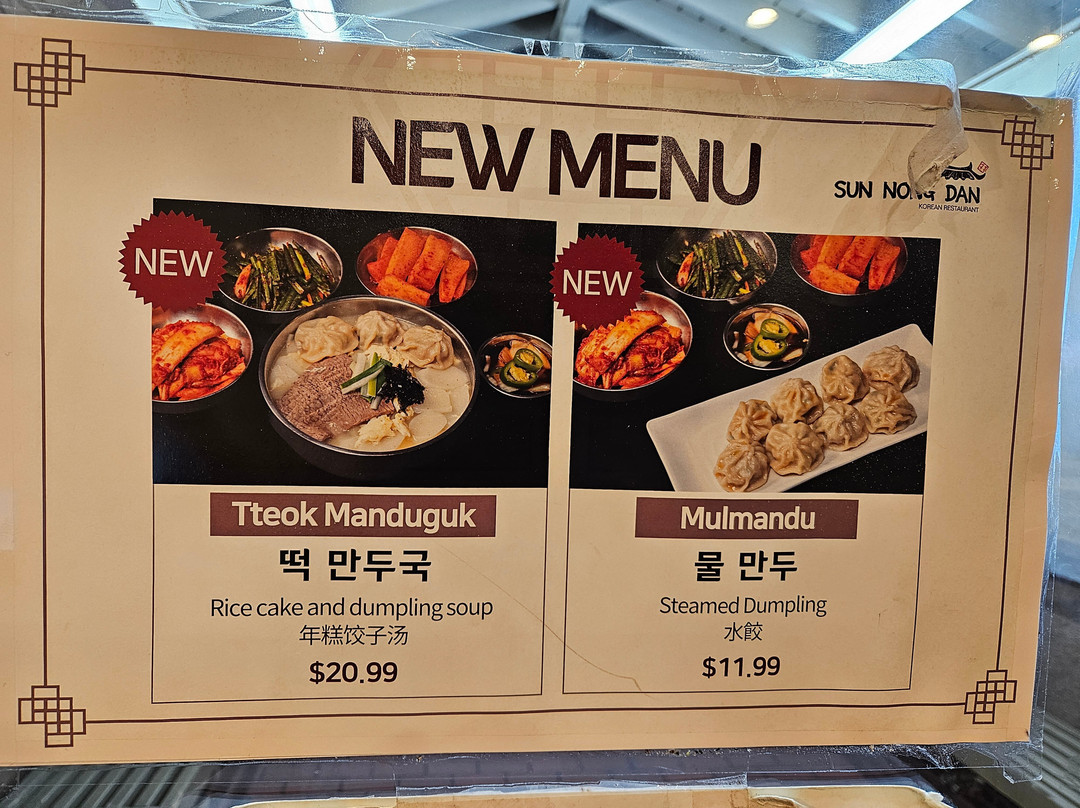 NEW MENU
SUN NONG DAN
KOREAN RESTAURANT
NEW
NEW
Tteok Manduguk
떡 만두국
Rice cake and dumpling soup
年糕饺子汤
$20.99
Mulmandu
물 만두
Steamed Dumpling
水餃
$11.99